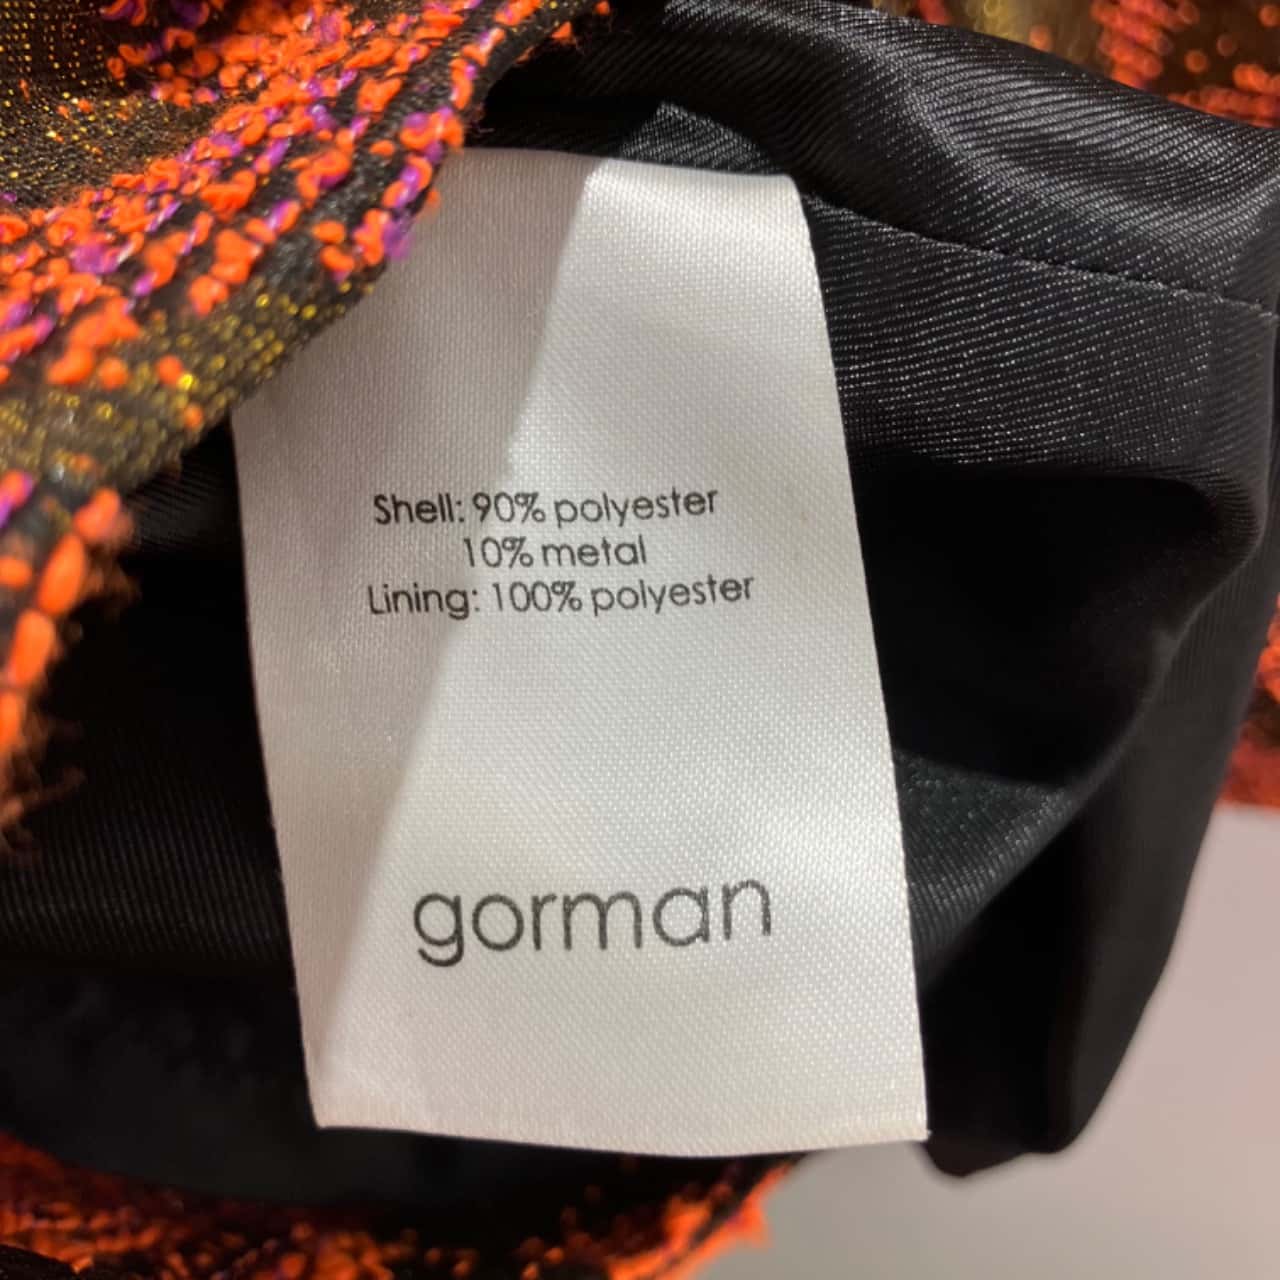 Shell: 90% polyester
10% metal
Lining: 100% polyester
gorman